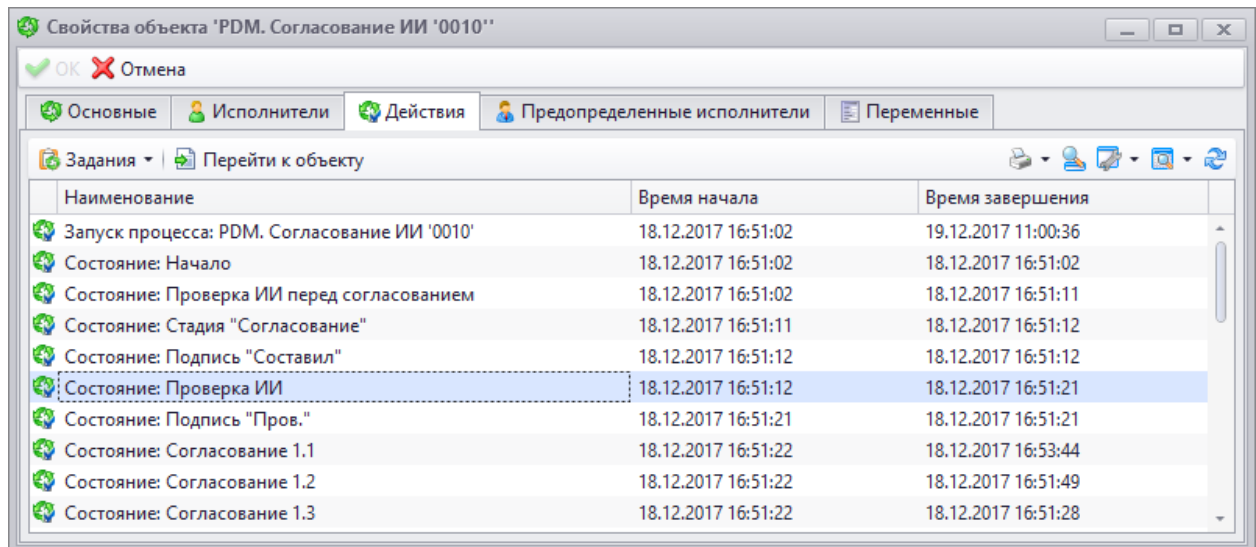 Свойства объекта 'PDM. Согласование ИИ '0010''
ОК Отмена
Основные Исполнители Действия Предопределенные исполнители Переменные
Задания Перейти к объекту
Наименование Время начала Время завершения
Запуск процесса: PDM. Согласование ИИ '0010' 18.12.2017 16:51:02 19.12.2017 11:00:36
Состояние: Начало 18.12.2017 16:51:02 18.12.2017 16:51:02
Состояние: Проверка ИИ перед согласованием 18.12.2017 16:51:02 18.12.2017 16:51:11
Состояние: Стадия "Согласование" 18.12.2017 16:51:11 18.12.2017 16:51:12
Состояние: Подпись "Составил" 18.12.2017 16:51:12 18.12.2017 16:51:12
Состояние: Проверка ИИ 18.12.2017 16:51:12 18.12.2017 16:51:21
Состояние: Подпись "Пров." 18.12.2017 16:51:21 18.12.2017 16:51:21
Состояние: Согласование 1.1 18.12.2017 16:51:22 18.12.2017 16:53:44
Состояние: Согласование 1.2 18.12.2017 16:51:22 18.12.2017 16:51:49
Состояние: Согласование 1.3 18.12.2017 16:51:22 18.12.2017 16:51:28